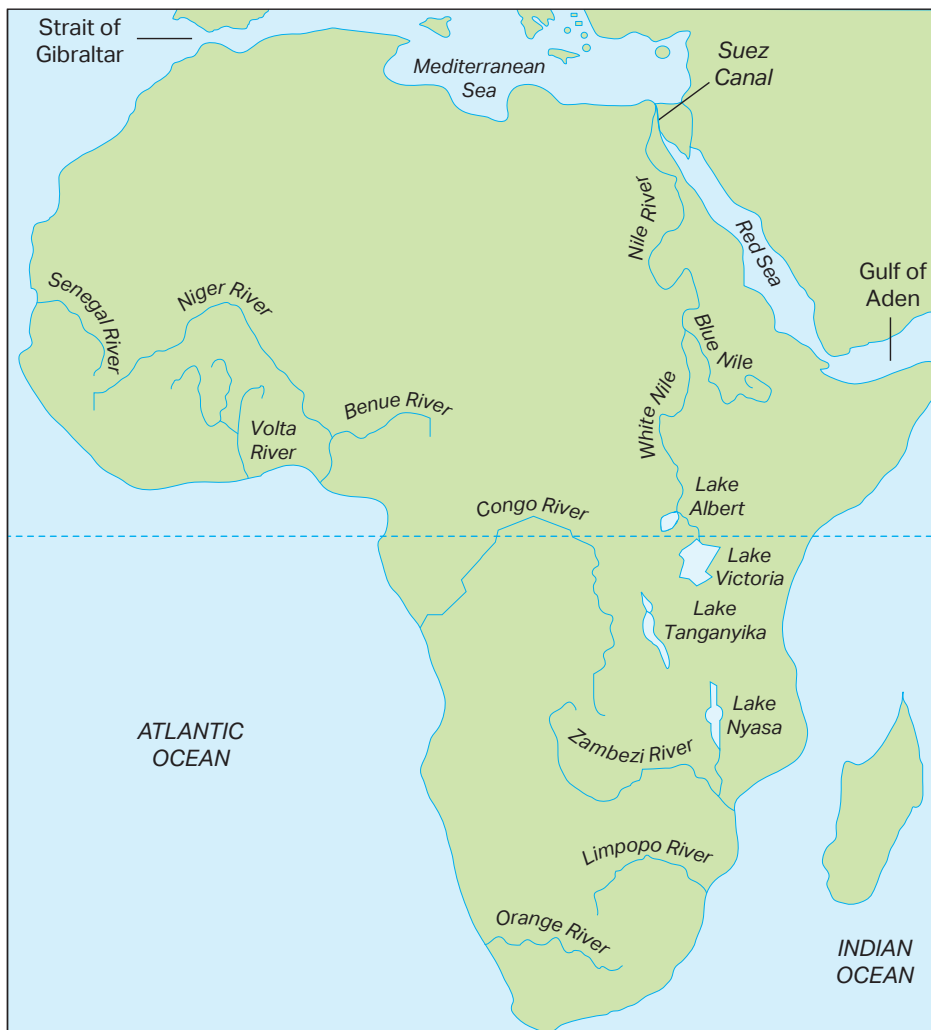 Strait of
Gibraltar
Mediterranean
Sea
Suez
Canal
Nile River
Red Sea
Gulf of
Aden
Senegal River
Niger River
Blue Nile
White Nile
Benue River
Volta
River
Lake
Albert
Congo River
Lake
Victoria
Lake
Tanganyika
Lake
Nyasa
ATLANTIC
OCEAN
Zambezi River
Limpopo River
Orange River
INDIAN
OCEAN